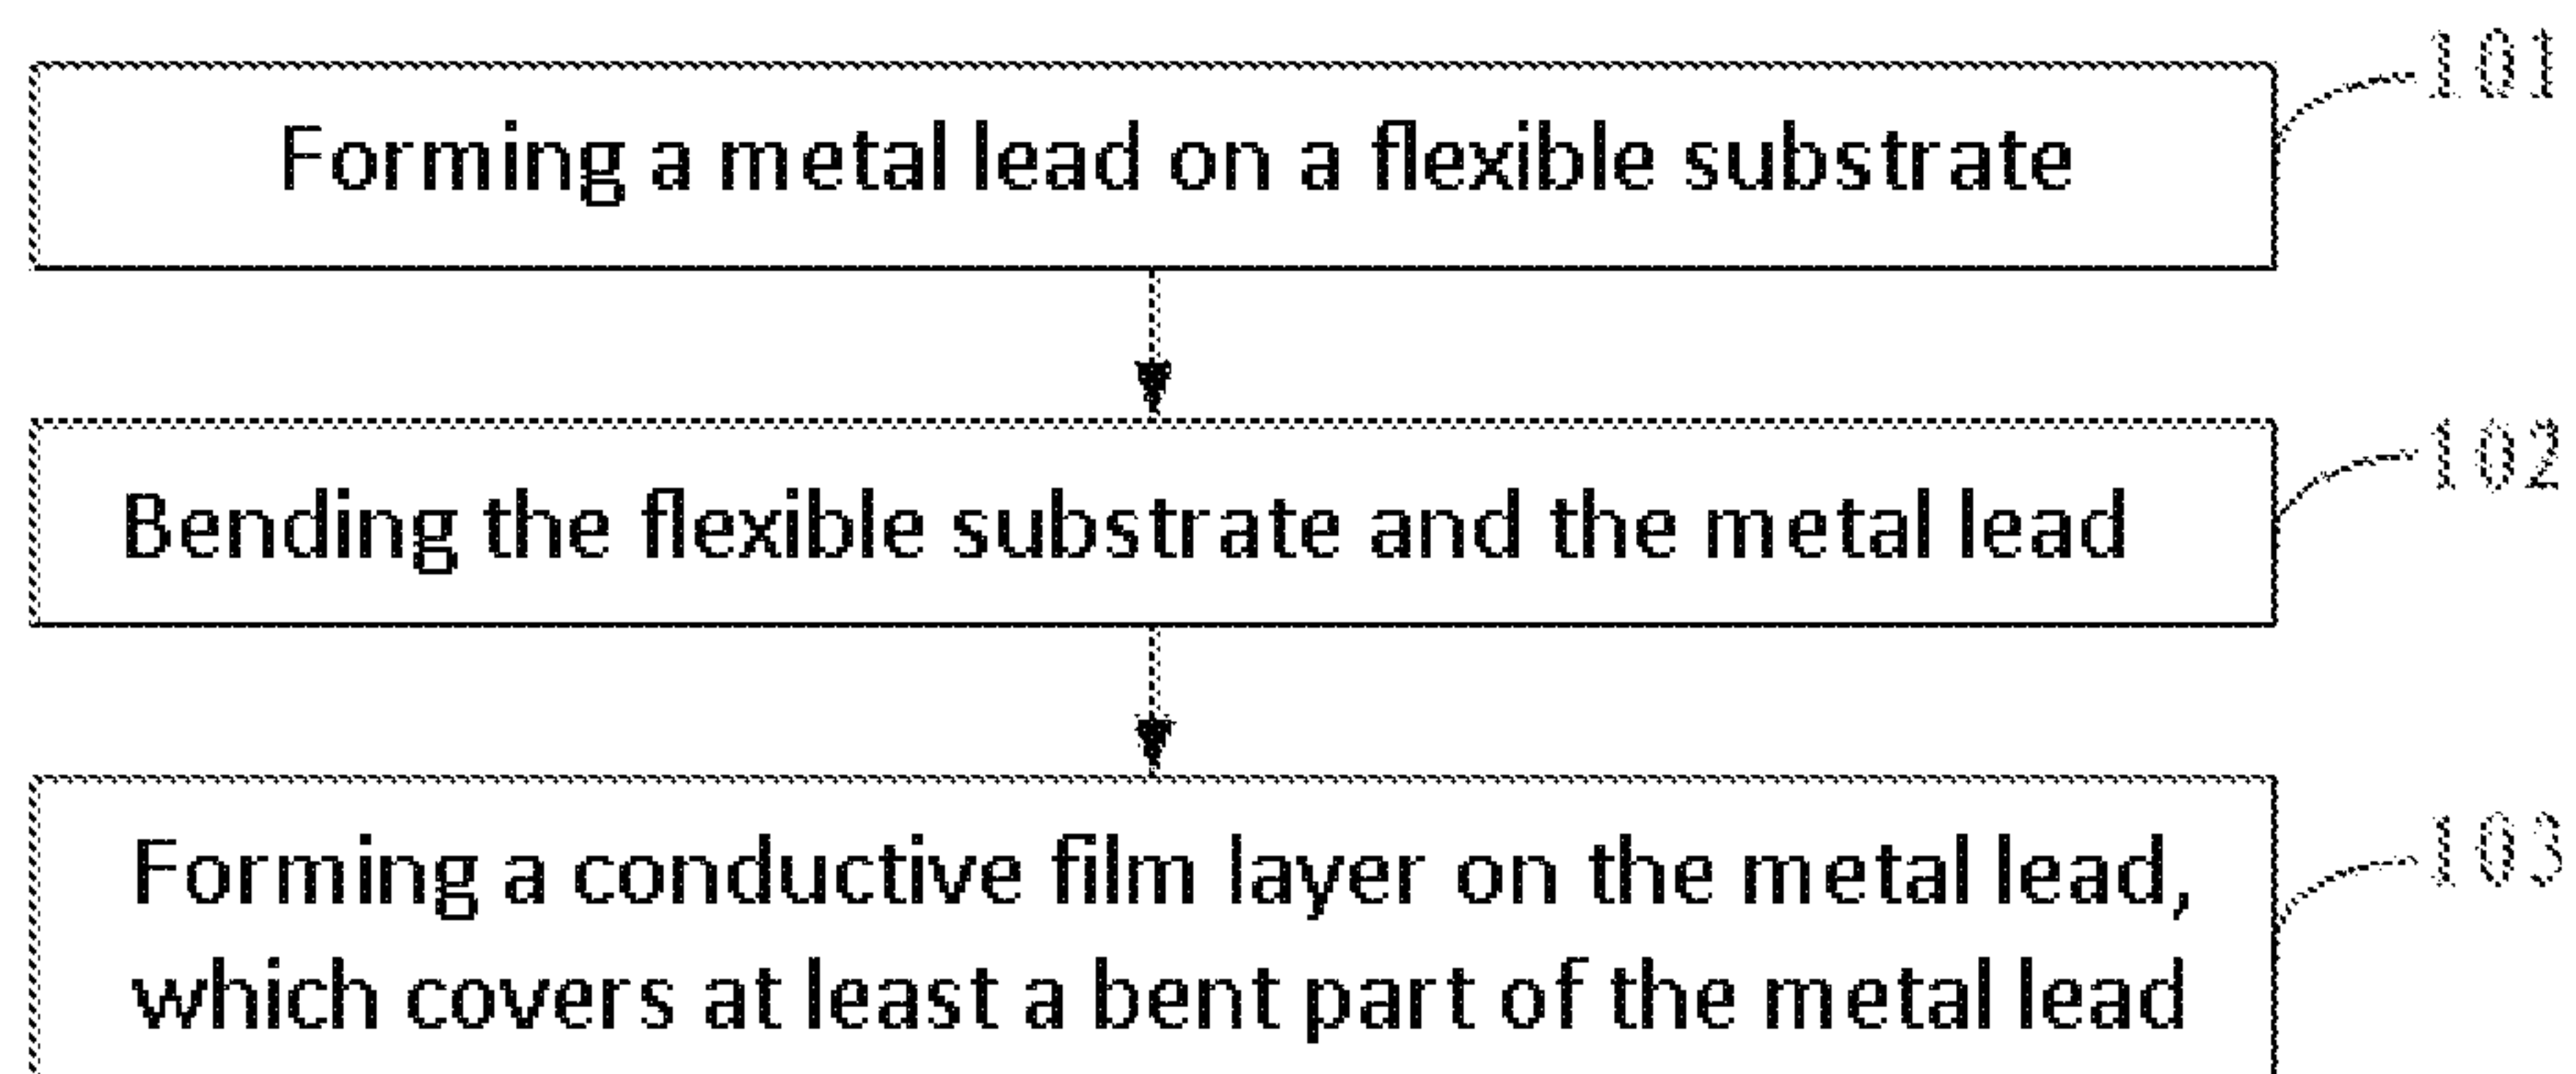 101
Forming a metal lead on a flexible substrate
102
Bending the flexible substrate and the metal lead
103
Forming a conductive film layer on the metal lead,
which covers at least a bent part of the metal lead